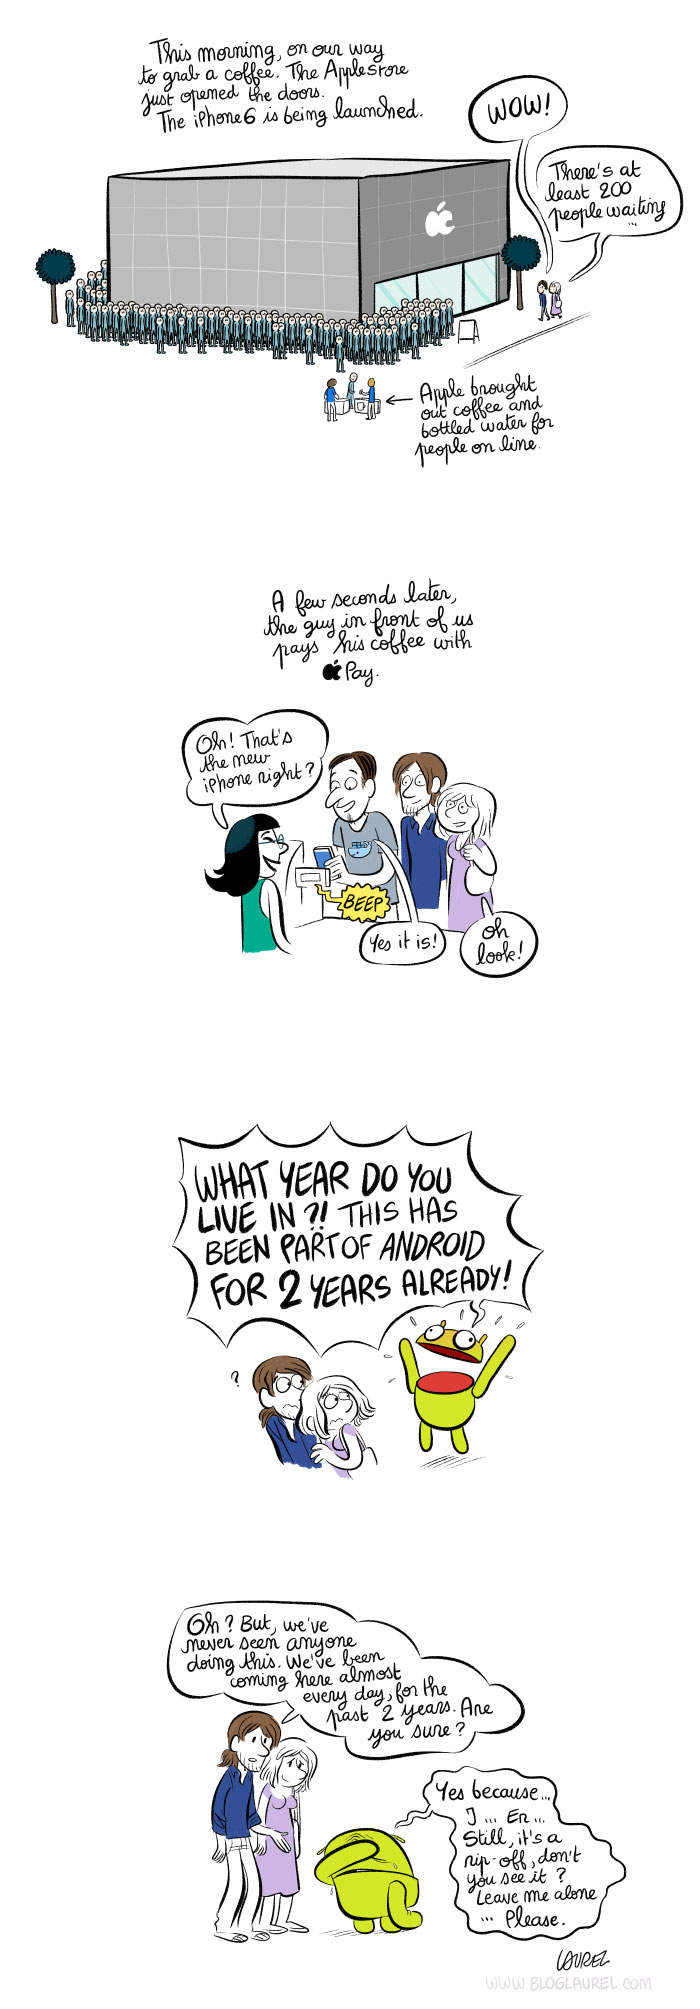 This morning, on our way
to grab a coffee. The Applestore
just opened the doors.
The iPhone6 is being launched.
WOW!
There's at
least 200
people waiting
...
Apple brought
out coffee and
bottled water for
people on line.
A few seconds later,
the guy in front of us
pays his coffee with
Pay.
Oh! That's
the new
iphone right?
BEEP
Yes it is!
oh
look!
WHAT YEAR DO YOU
LIVE IN?! THIS HAS
BEEN PART OF ANDROID
FOR 2 YEARS ALREADY!
?
Oh? But, we've
never seen anyone
doing this. We've been
coming here almost
every day, for the
past 2 years. Are
you sure?
Yes because...
I ... Er ...
Still, it's a
rip-off, don't
you see it?
Leave me alone
... Please.
LAUREL
WWW.BLOGLAUREL.COM